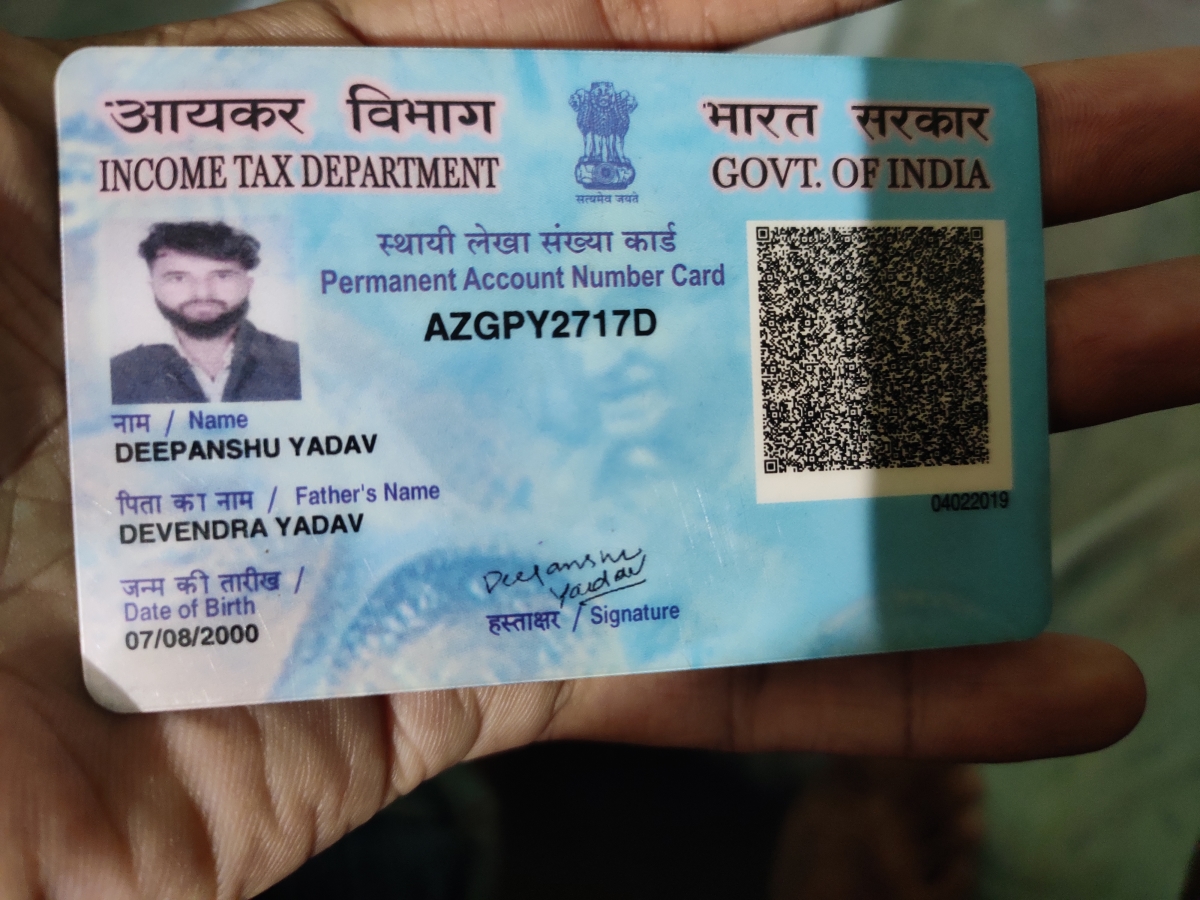 आयकर विभाग
INCOME TAX DEPARTMENT
सत्यमेव जयते
भारत सरकार
GOVT. OF INDIA
स्थायी लेखा संख्या कार्ड
Permanent Account Number Card
AZGPY2717D
नाम / Name
DEEPANSHU YADAV
पिता का नाम / Father's Name
DEVENDRA YADAV
जन्म की तारीख /
Date of Birth
07/08/2000
Deepanshu
Yadav
हस्ताक्षर / Signature
04022019